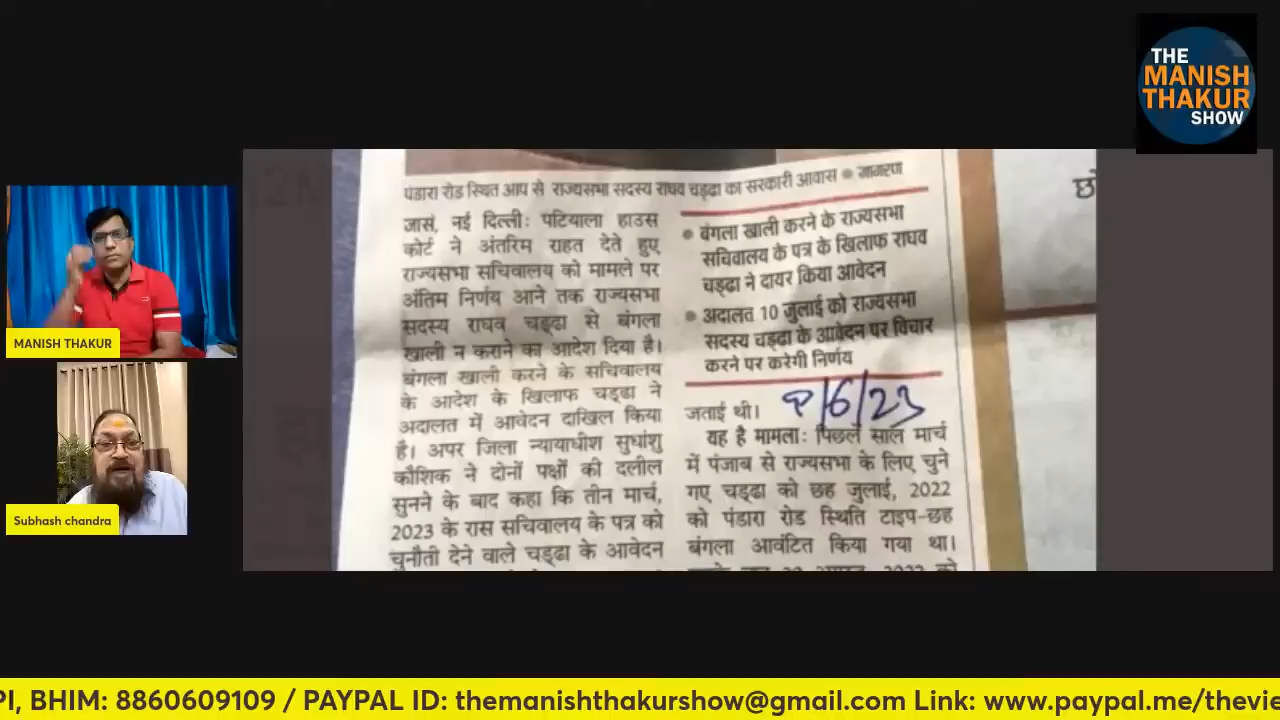 THE
MANISH
THAKUR
SHOW
MANISH THAKUR
Subhash chandra
पंडारा रोड स्थित आप से राज्यसभा सदस्य राघव चड्ढा का सरकारी आवास ● जागरण
जासं, नई दिल्ली: पटियाला हाउस
कोर्ट ने अंतरिम राहत देते हुए
राज्यसभा सचिवालय को मामले पर
अंतिम निर्णय आने तक राज्यसभा
सदस्य राघव चड्ढा से बंगला
खाली न कराने का आदेश दिया है।
बंगला खाली करने के सचिवालय
के आदेश के खिलाफ चड्ढा ने
अदालत में आवेदन दाखिल किया
है। अपर जिला न्यायाधीश सुधांशु
कौशिक ने दोनों पक्षों की दलील
सुनने के बाद कहा कि तीन मार्च,
2023 के रास सचिवालय के पत्र को
चुनौती देने वाले चड्ढा के आवेदन
● बंगला खाली करने के राज्यसभा
सचिवालय के पत्र के खिलाफ राघव
चड्ढा ने दायर किया आवेदन
● अदालत 10 जुलाई को राज्यसभा
सदस्य चड्ढा के आवेदन पर विचार
करने पर करेगी निर्णय
जताई थी।
/6/23
यह है मामला: पिछले साल मार्च
में पंजाब से राज्यसभा के लिए चुने
गए चड्ढा को छह जुलाई, 2022
को पंडारा रोड स्थिति टाइप-छह
बंगला आवंटित किया गया था।
PI, BHIM: 8860609109 / PAYPAL ID: themanishthakurshow@gmail.com Link: www.paypal.me/thevie